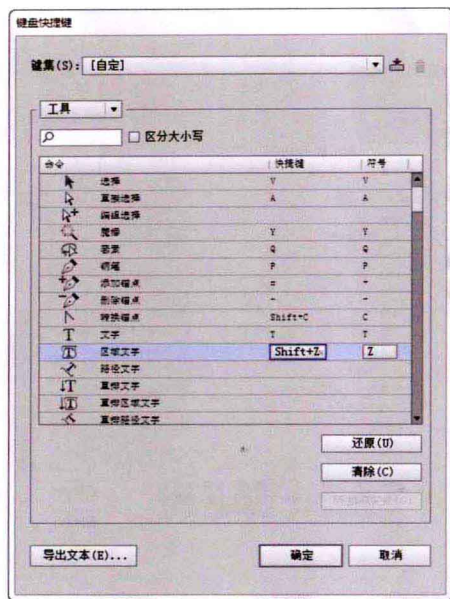 键盘快捷键
键集(S): [自定]
工具
区分大小写
命令 快捷键 符号
选择 V V
直接选择 A A
编组选择
魔棒 Y Y
套索 Q Q
钢笔 P P
添加锚点 = +
删除锚点 - -
转换锚点 Shift+C C
文字 T T
区域文字 Shift+Z Z
路径文字
直排文字
直排区域文字
直排路径文字
还原(U)
清除(C)
导出文本(E)... 确定 取消